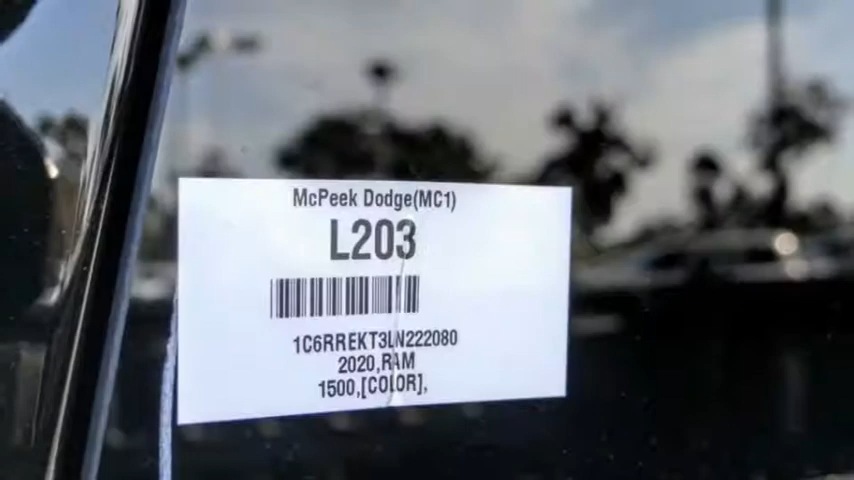 McPeek Dodge(MC1)
L203
1C6RREKT3LN222080
2020,RAM
1500,[COLOR],